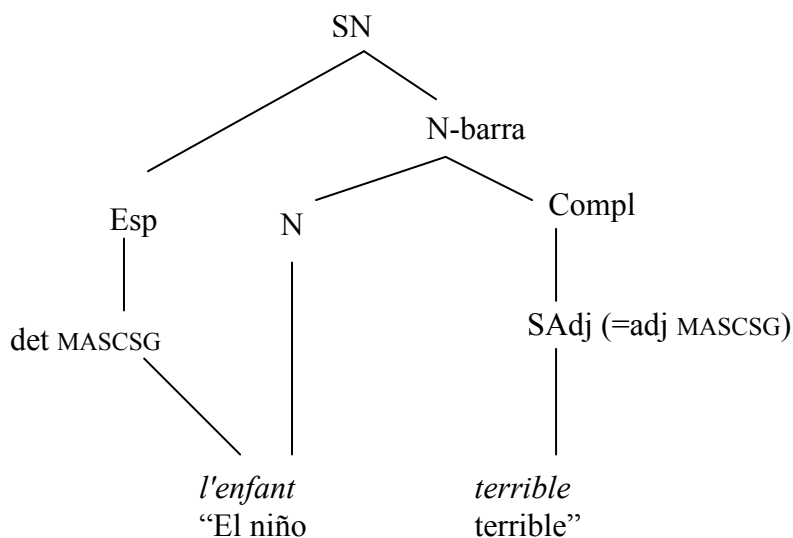 SN
N-barra
Esp N Compl
det MASCSG SAdj (=adj MASCSG)
l'enfant terrible
“El niño terrible”